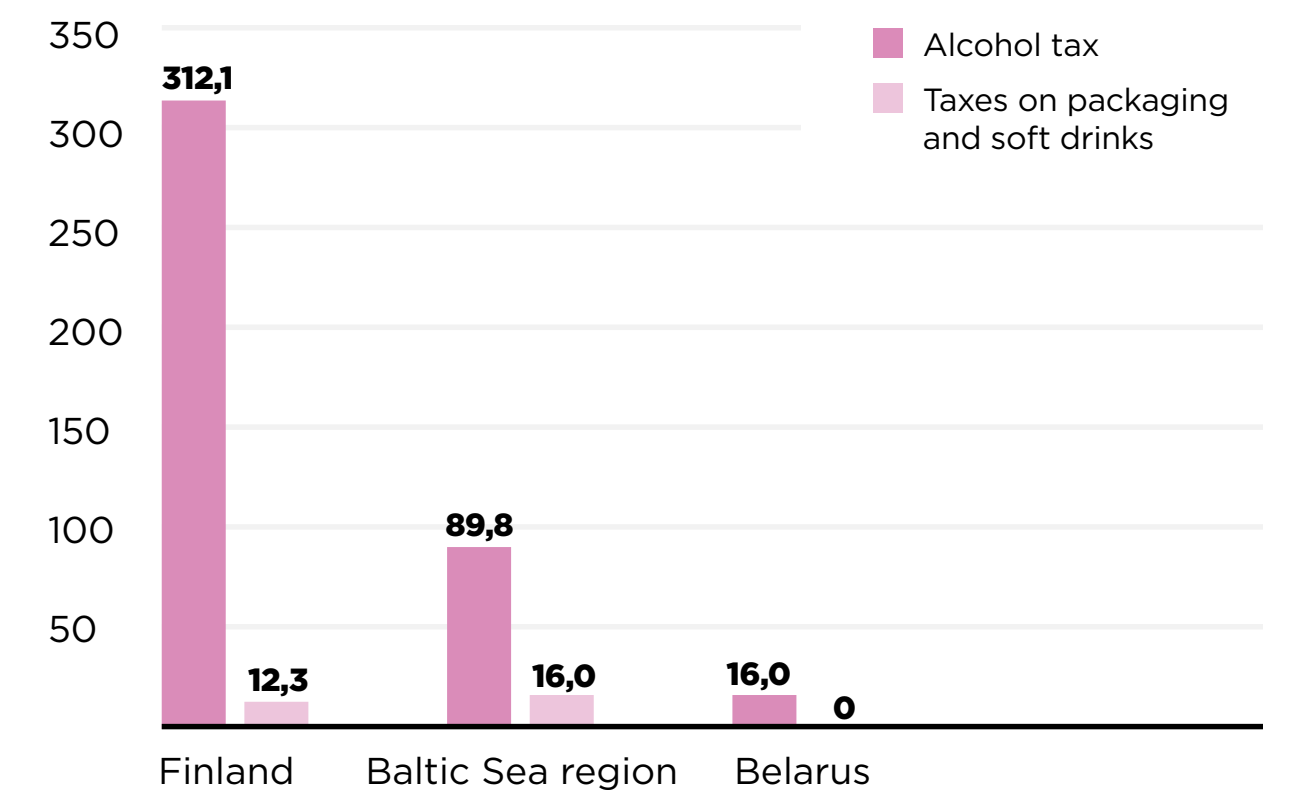 350
300
250
200
150
100
50
312,1
12,3
89,8
16,0
16,0
0
Finland
Baltic Sea region
Belarus
Alcohol tax
Taxes on packaging
and soft drinks